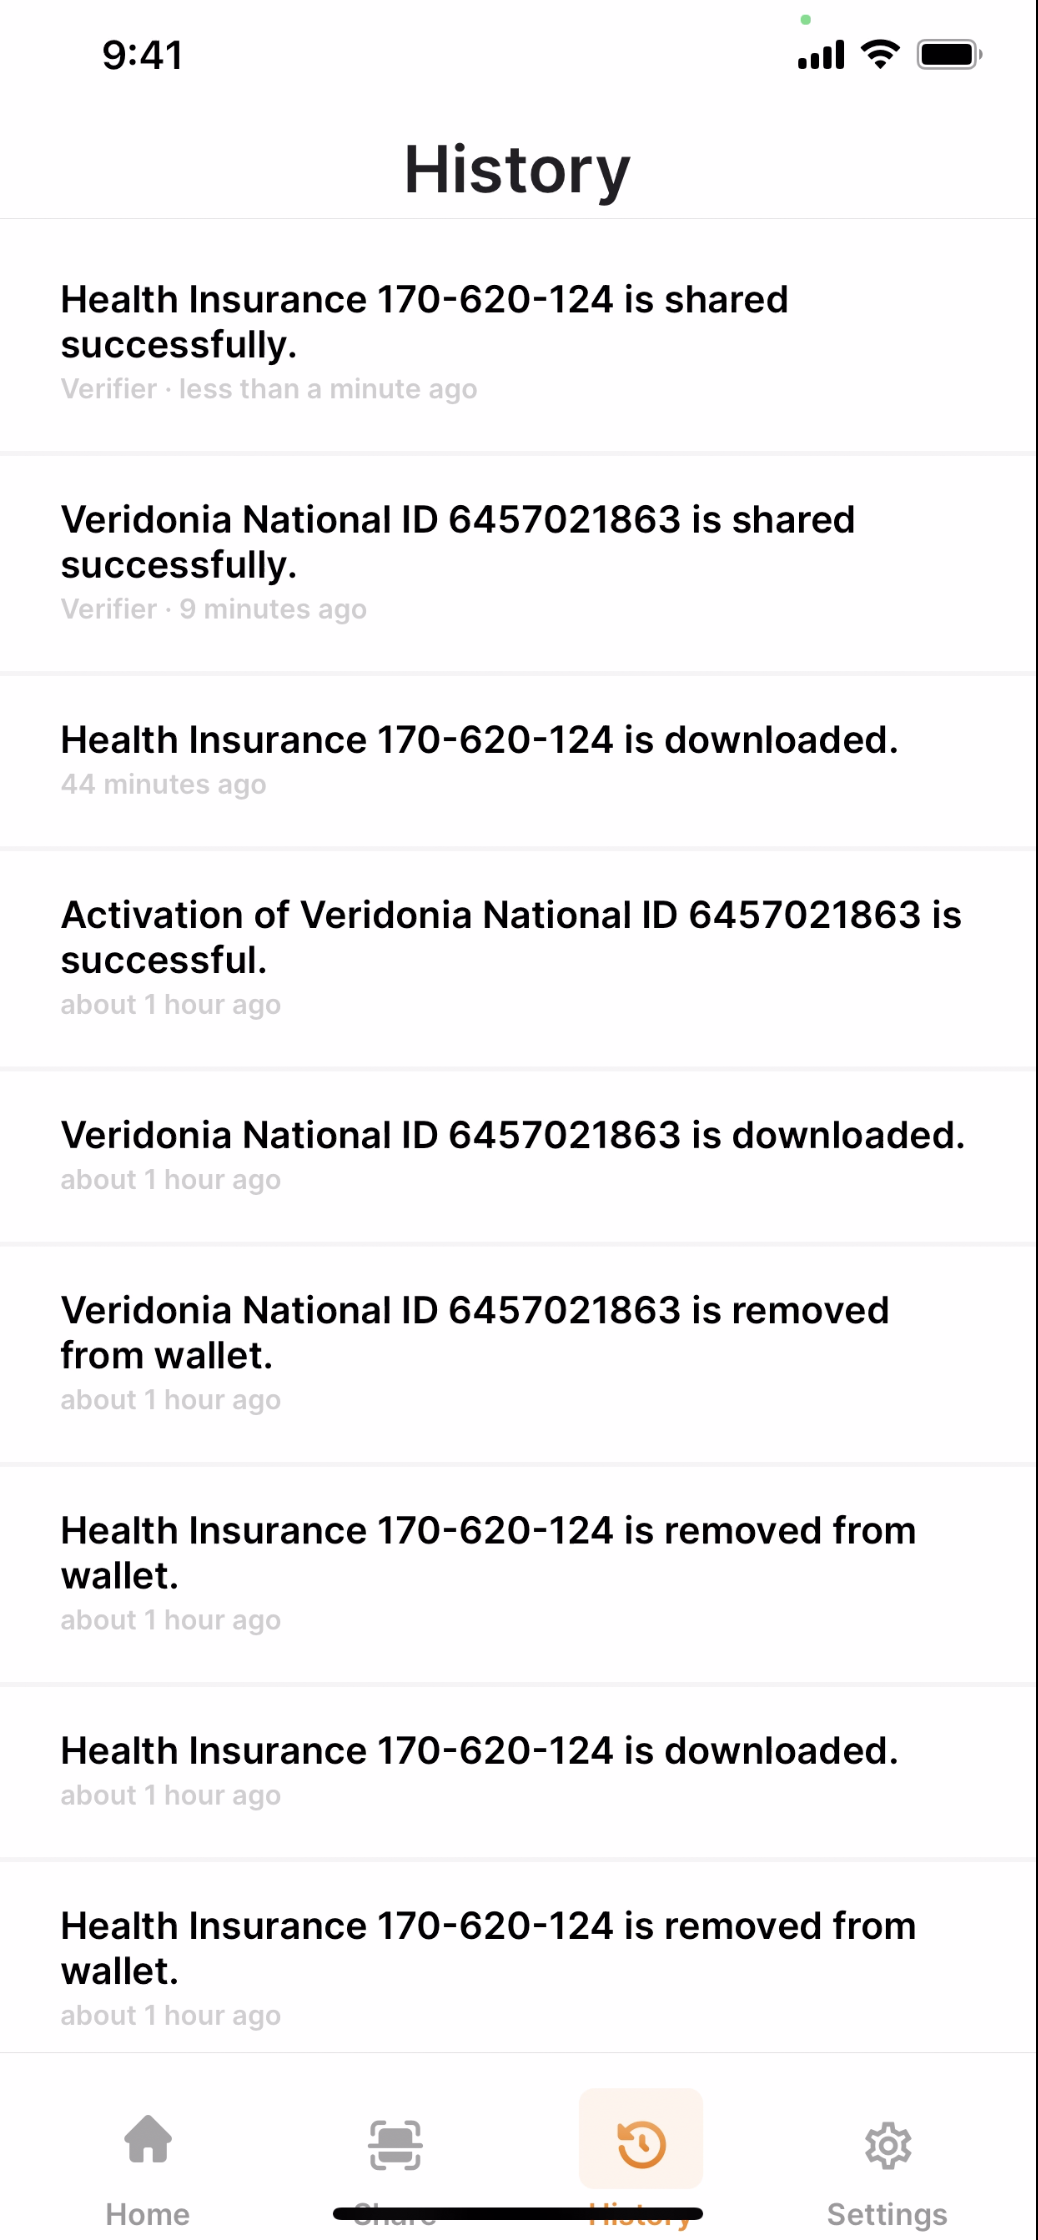 9:41
History
Health Insurance 170-620-124 is shared
successfully.
Verifier · less than a minute ago
Veridonia National ID 6457021863 is shared
successfully.
Verifier · 9 minutes ago
Health Insurance 170-620-124 is downloaded.
44 minutes ago
Activation of Veridonia National ID 6457021863 is
successful.
about 1 hour ago
Veridonia National ID 6457021863 is downloaded.
about 1 hour ago
Veridonia National ID 6457021863 is removed
from wallet.
about 1 hour ago
Health Insurance 170-620-124 is removed from
wallet.
about 1 hour ago
Health Insurance 170-620-124 is downloaded.
about 1 hour ago
Health Insurance 170-620-124 is removed from
wallet.
about 1 hour ago
Home Share History Settings